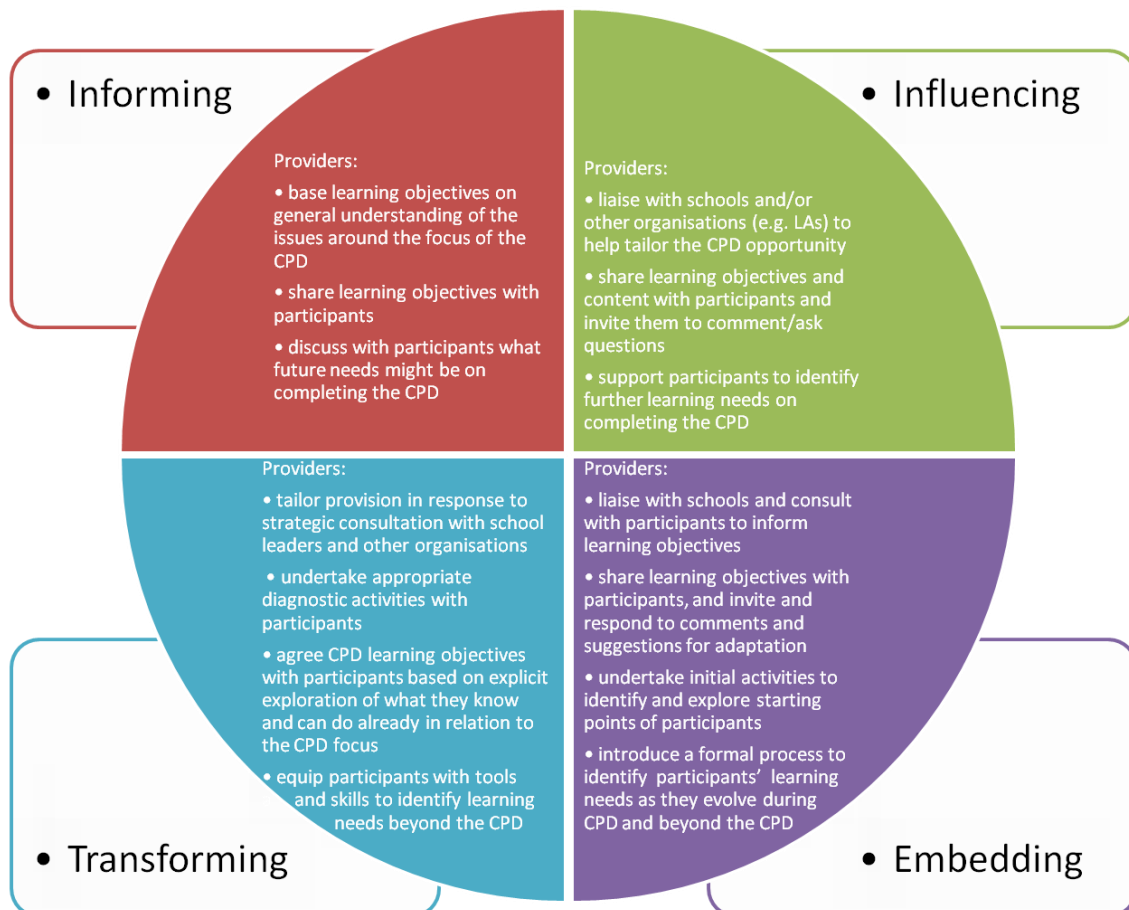 • Informing
Providers:
• base learning objectives on
general understanding of the
issues around the focus of the
CPD
• share learning objectives with
participants
• discuss with participants what
future needs might be on
completing the CPD
• Influencing
Providers:
• liaise with schools and/or
other organisations (e.g. LAs) to
help tailor the CPD opportunity
• share learning objectives and
content with participants and
invite them to comment/ask
questions
• support participants to identify
further learning needs on
completing the CPD
Providers:
• tailor provision in response to
strategic consultation with school
leaders and other organisations
• undertake appropriate
diagnostic activities with
participants
• agree CPD learning objectives
with participants based on explicit
exploration of what they know
and can do already in relation to
the CPD focus
• equip participants with tools
and skills to identify learning
needs beyond the CPD
• Transforming
Providers:
• liaise with schools and consult
with participants to inform
learning objectives
• share learning objectives with
participants, and invite and
respond to comments and
suggestions for adaptation
• undertake initial activities to
identify and explore starting
points of participants
• introduce a formal process to
identify participants’ learning
needs as they evolve during
CPD and beyond the CPD
• Embedding